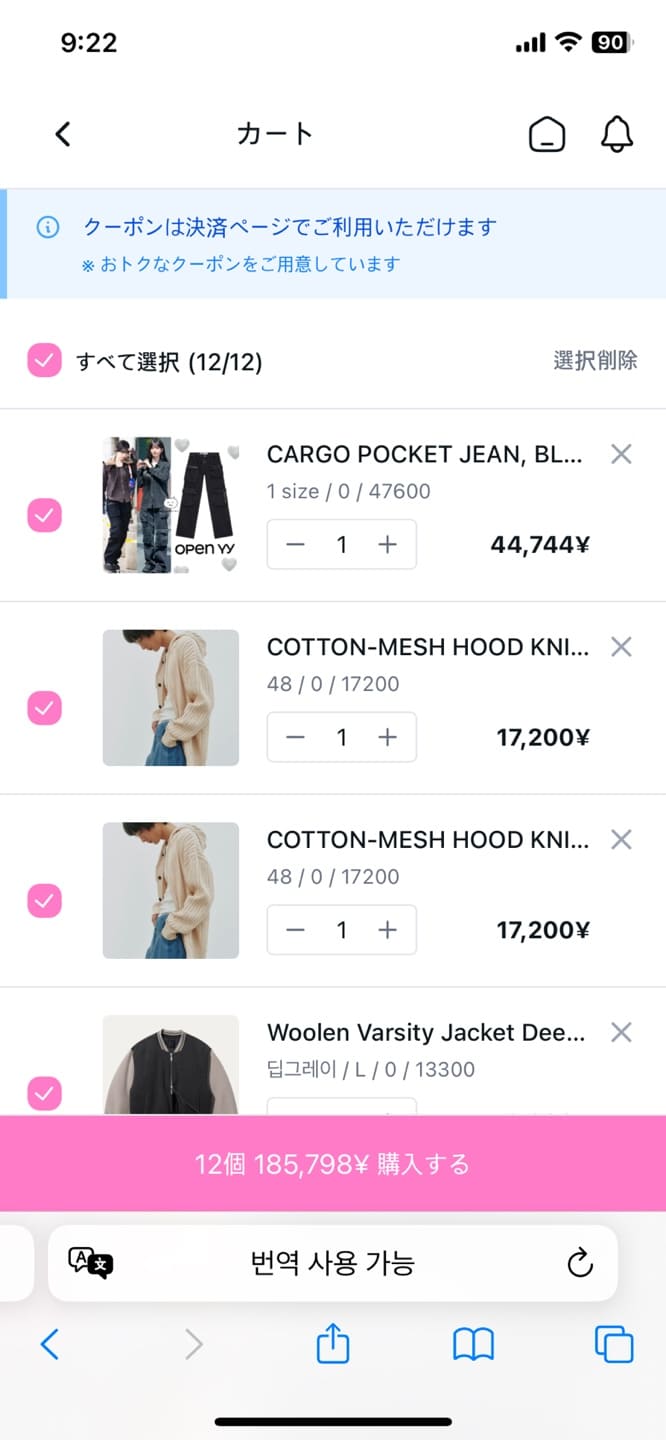 9:22
90
カート
クーポンは決済ページでご利用いただけます
※ おトクなクーポンをご用意しています
すべて選択 (12/12)
選択削除
CARGO POCKET JEAN, BL...
1 size / 0 / 47600
OPEN YY
1
44,744¥
COTTON-MESH HOOD KNI...
48 / 0 / 17200
1
17,200¥
COTTON-MESH HOOD KNI...
48 / 0 / 17200
1
17,200¥
Woolen Varsity Jacket Dee...
딥그레이 / L / 0 / 13300
12個 185,798¥ 購入する
번역 사용 가능